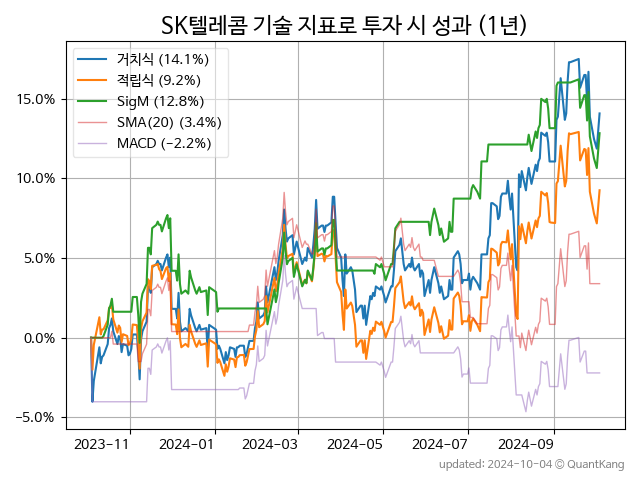 SK텔레콤 기술 지표로 투자 시 성과 (1년)
거치식 (14.1%)
적립식 (9.2%)
SigM (12.8%)
SMA(20) (3.4%)
MACD (−2.2%)
15.0%
10.0%
5.0%
0.0%
−5.0%
2023−11 2024−01 2024−03 2024−05 2024−07 2024−09
updated: 2024-10-04 © QuantKang